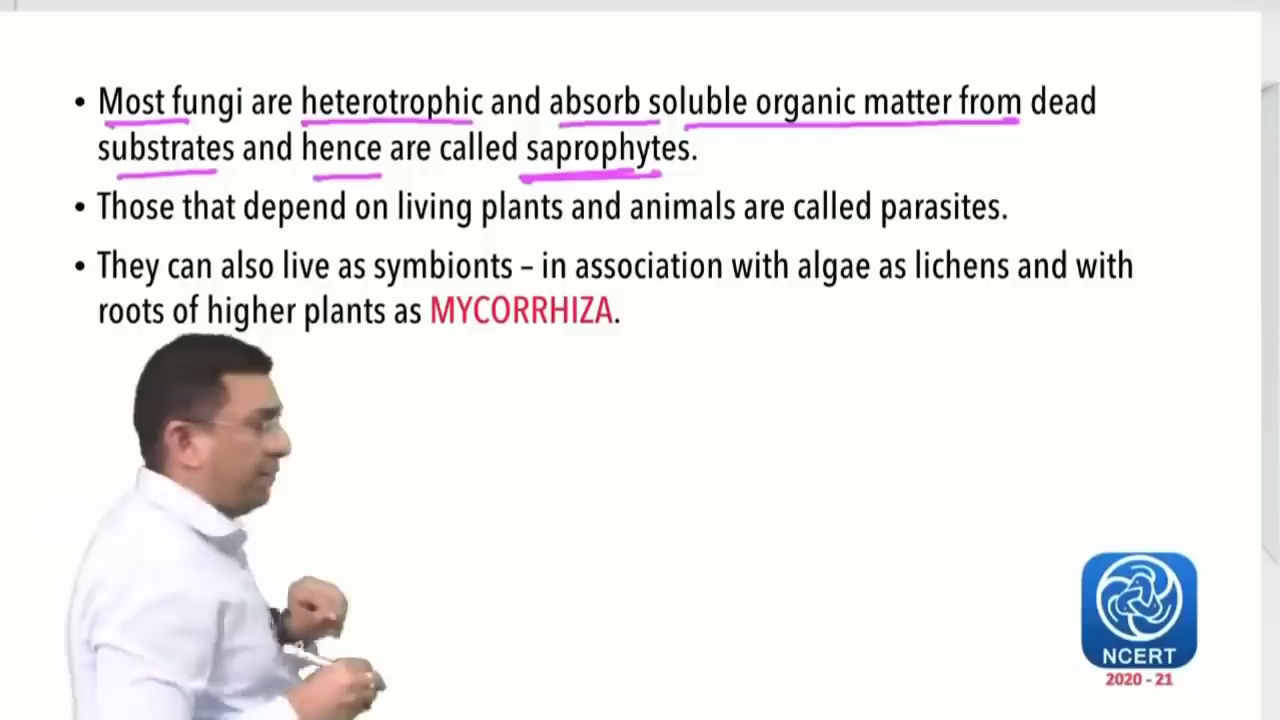 • Most fungi are heterotrophic and absorb soluble organic matter from dead
substrates and hence are called saprophytes.
• Those that depend on living plants and animals are called parasites.
• They can also live as symbionts – in association with algae as lichens and with
roots of higher plants as MYCORRHIZA.
NCERT
2020 - 21